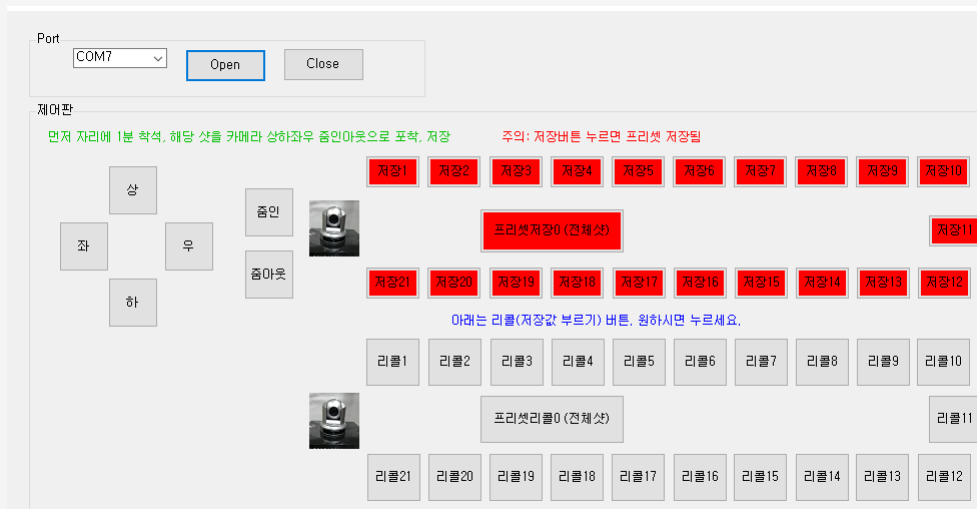 Port
COM7 Open Close
제어판
먼저 자리에 1분 착석, 해당 샷을 카메라 상하좌우 줌인아웃으로 포착, 저장 주의: 저장버튼 누르면 프리셋 저장됨
저장1 저장2 저장3 저장4 저장5 저장6 저장7 저장8 저장9 저장10
상
줌인
프리셋저장0 (전체샷) 저장11
좌 우
줌아웃
저장21 저장20 저장19 저장18 저장17 저장16 저장15 저장14 저장13 저장12
하
아래는 리콜(저장값 부르기) 버튼, 원하시면 누르세요.
리콜1 리콜2 리콜3 리콜4 리콜5 리콜6 리콜7 리콜8 리콜9 리콜10
프리셋리콜0 (전체샷) 리콜11
리콜21 리콜20 리콜19 리콜18 리콜17 리콜16 리콜15 리콜14 리콜13 리콜12